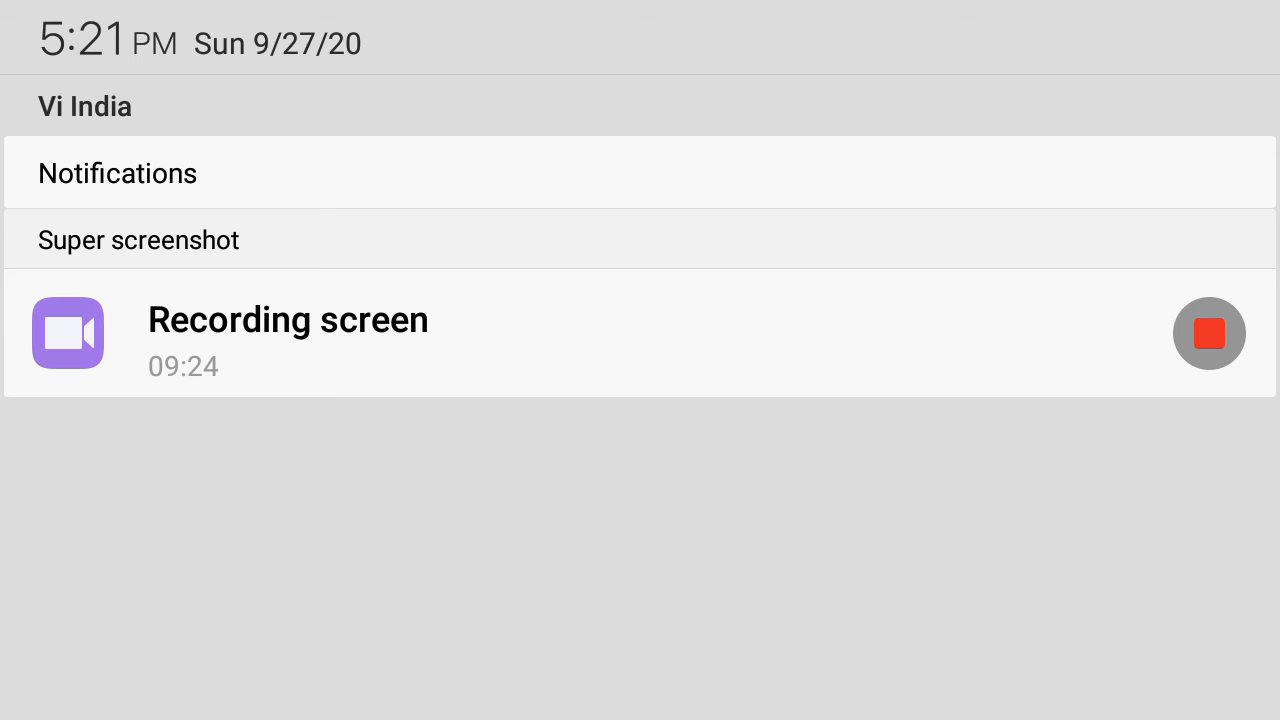 5:21 PM Sun 9/27/20
Vi India
Notifications
Super screenshot
Recording screen
09:24